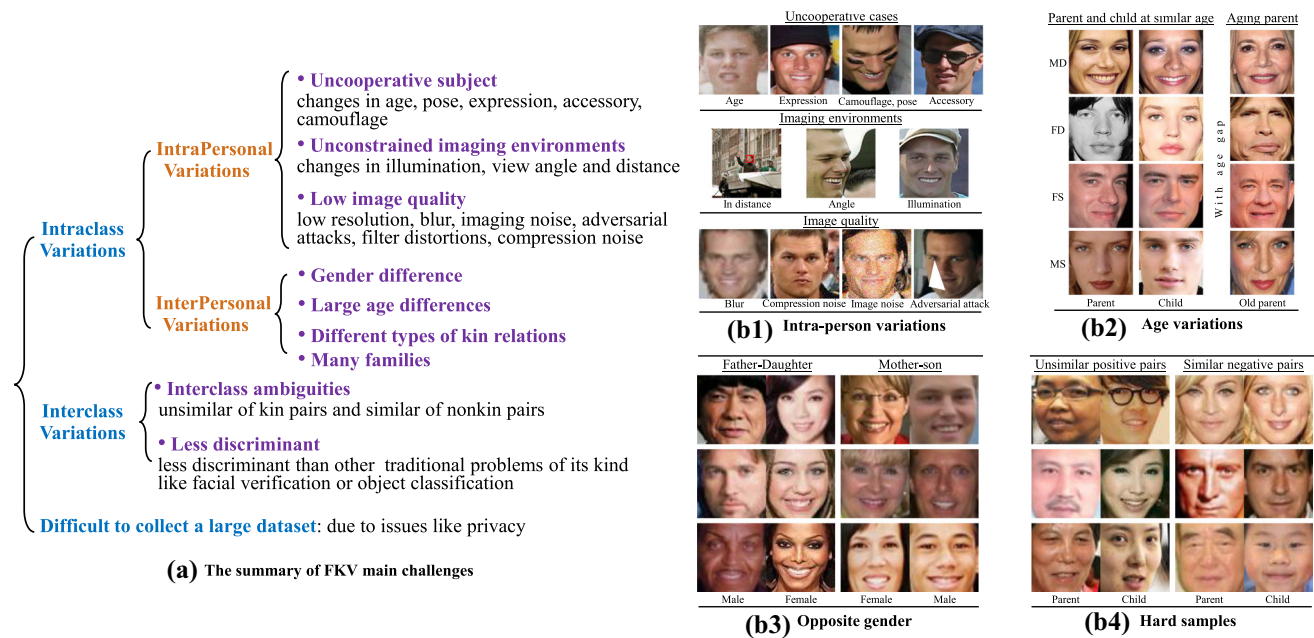 • Uncooperative subject
changes in age, pose, expression, accessory,
camouflage
IntraPersonal
Variations
• Unconstrained imaging environments
changes in illumination, view angle and distance
• Low image quality
low resolution, blur, imaging noise, adversarial
attacks, filter distortions, compression noise
Intraclass
Variations
• Gender difference
• Large age differences
InterPersonal
Variations
• Different types of kin relations
• Many families
• Interclass ambiguities
unsimilar of kin pairs and similar of nonkin pairs
Interclass
Variations
• Less discriminant
less discriminant than other traditional problems of its kind
like facial verification or object classification
Difficult to collect a large dataset: due to issues like privacy
(a) The summary of FKV main challenges
Uncooperative cases
Age Expression Camouflage, pose Accessory
Imaging environments
In distance Angle Illumination
Image quality
Blur Compression noise Image noise Adversarial attack
(b1) Intra-person variations
Parent and child at similar age Aging parent
MD
FD
With age gap
FS
MS
Parent Child Old parent
(b2) Age variations
Father-Daughter Mother-son
Male Female Female Male
(b3) Opposite gender
Unsimilar positive pairs Similar negative pairs
Parent Child Parent Child
(b4) Hard samples